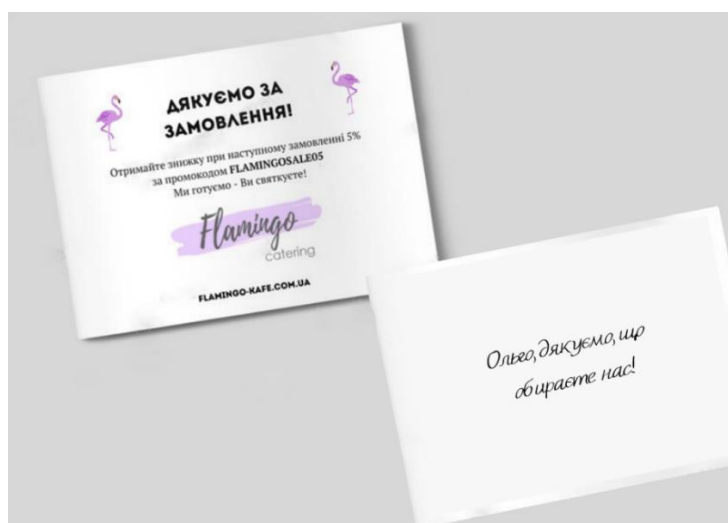 ДЯКУЄМО ЗА
ЗАМОВЛЕННЯ!
Отримайте знижку при наступному замовленні 5%
за промокодом FLAMINGOSALE05
Ми готуємо - Ви святкуєте!
Flamingo
catering
FLAMINGO-KAFE.COM.UA
Ольго, дякуємо, що
обираєте нас!